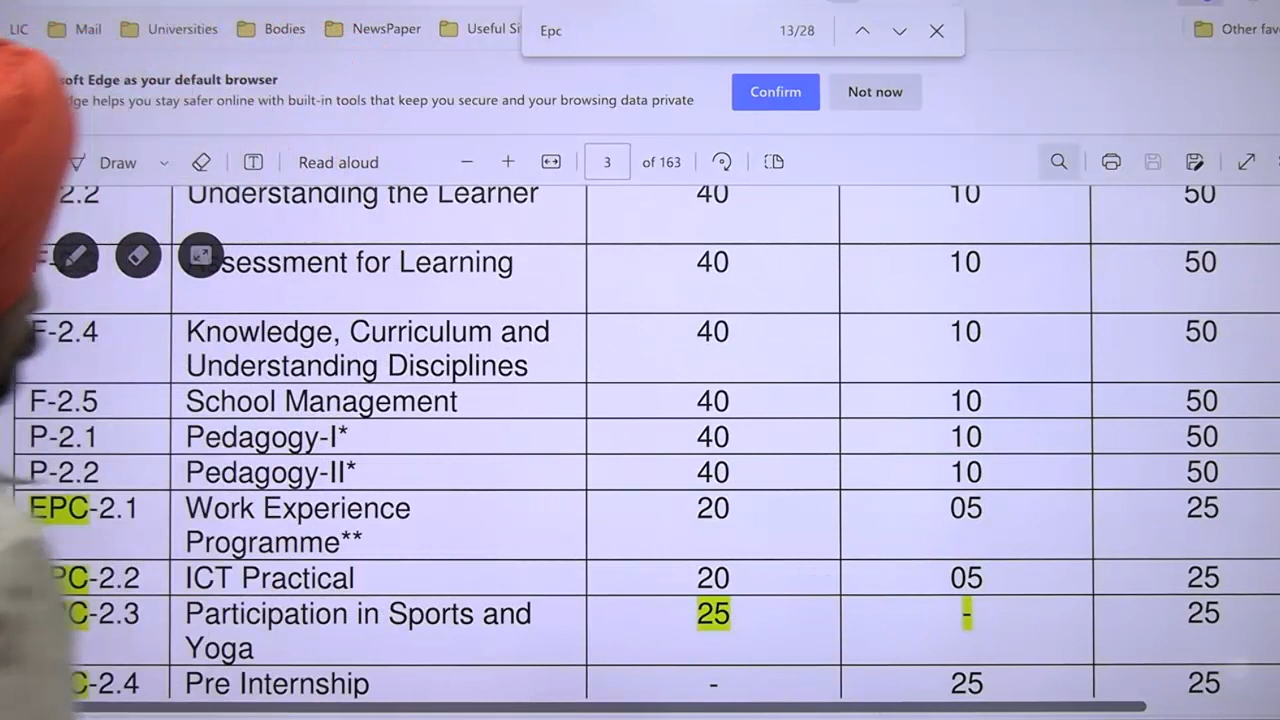 LIC Mail Universities Bodies NewsPaper Useful Si Other fav
Epc 13/28
soft Edge as your default browser
dge helps you stay safer online with built-in tools that keep you secure and your browsing data private
Confirm Not now
Draw Read aloud 3 of 163
2.2 Understanding the Learner 40 10 50
Assessment for Learning 40 10 50
F-2.4 Knowledge, Curriculum and 40 10 50
Understanding Disciplines
F-2.5 School Management 40 10 50
P-2.1 Pedagogy-I* 40 10 50
P-2.2 Pedagogy-II* 40 10 50
EPC-2.1 Work Experience 20 05 25
Programme**
PC-2.2 ICT Practical 20 05 25
C-2.3 Participation in Sports and 25 - 25
Yoga
C-2.4 Pre Internship - 25 25